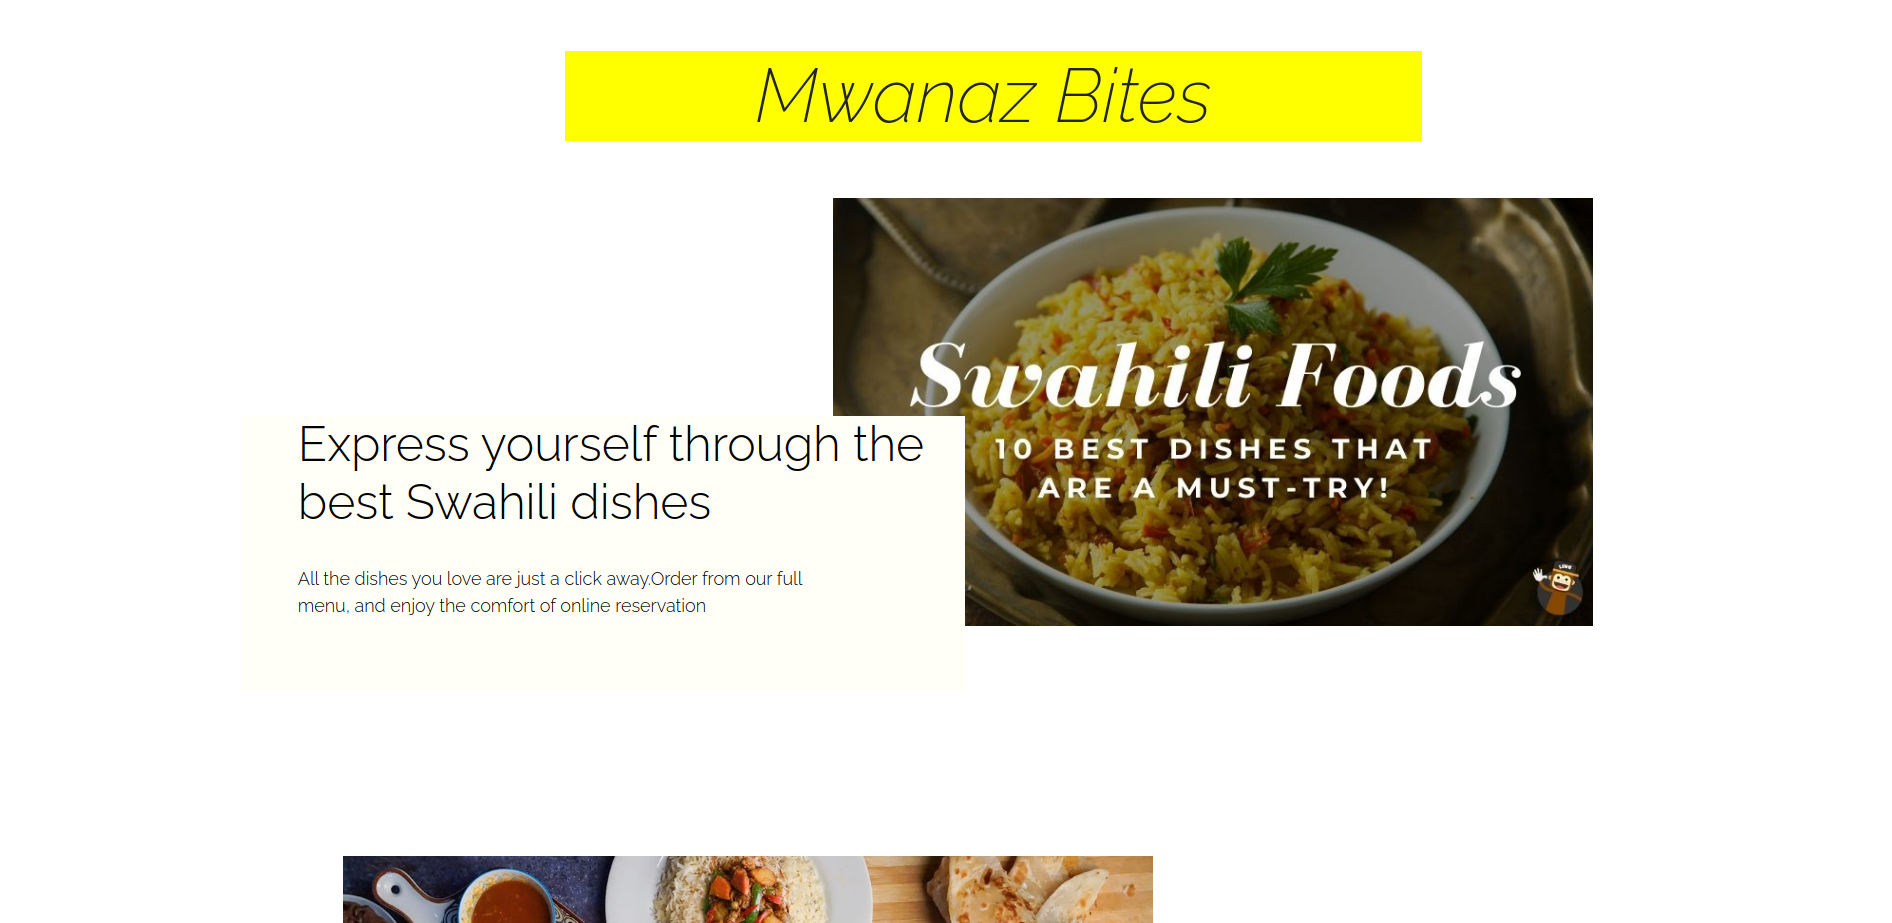 Mwanaz Bites
Swahili Foods
10 BEST DISHES THAT
ARE A MUST-TRY!
Express yourself through the
best Swahili dishes
All the dishes you love are just a click away.Order from our full
menu, and enjoy the comfort of online reservation